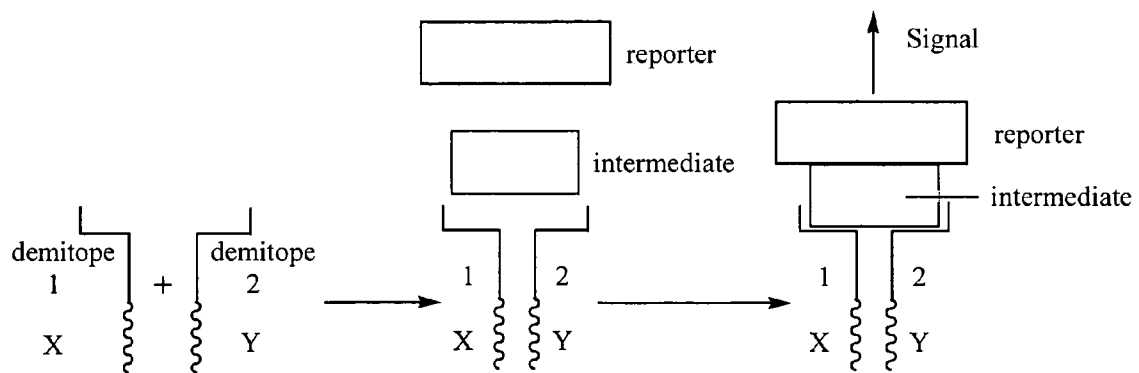 demitope
1
X
+
demitope
2
Y
reporter
intermediate
1
2
X
Y
Signal
reporter
intermediate
1
2
X
Y